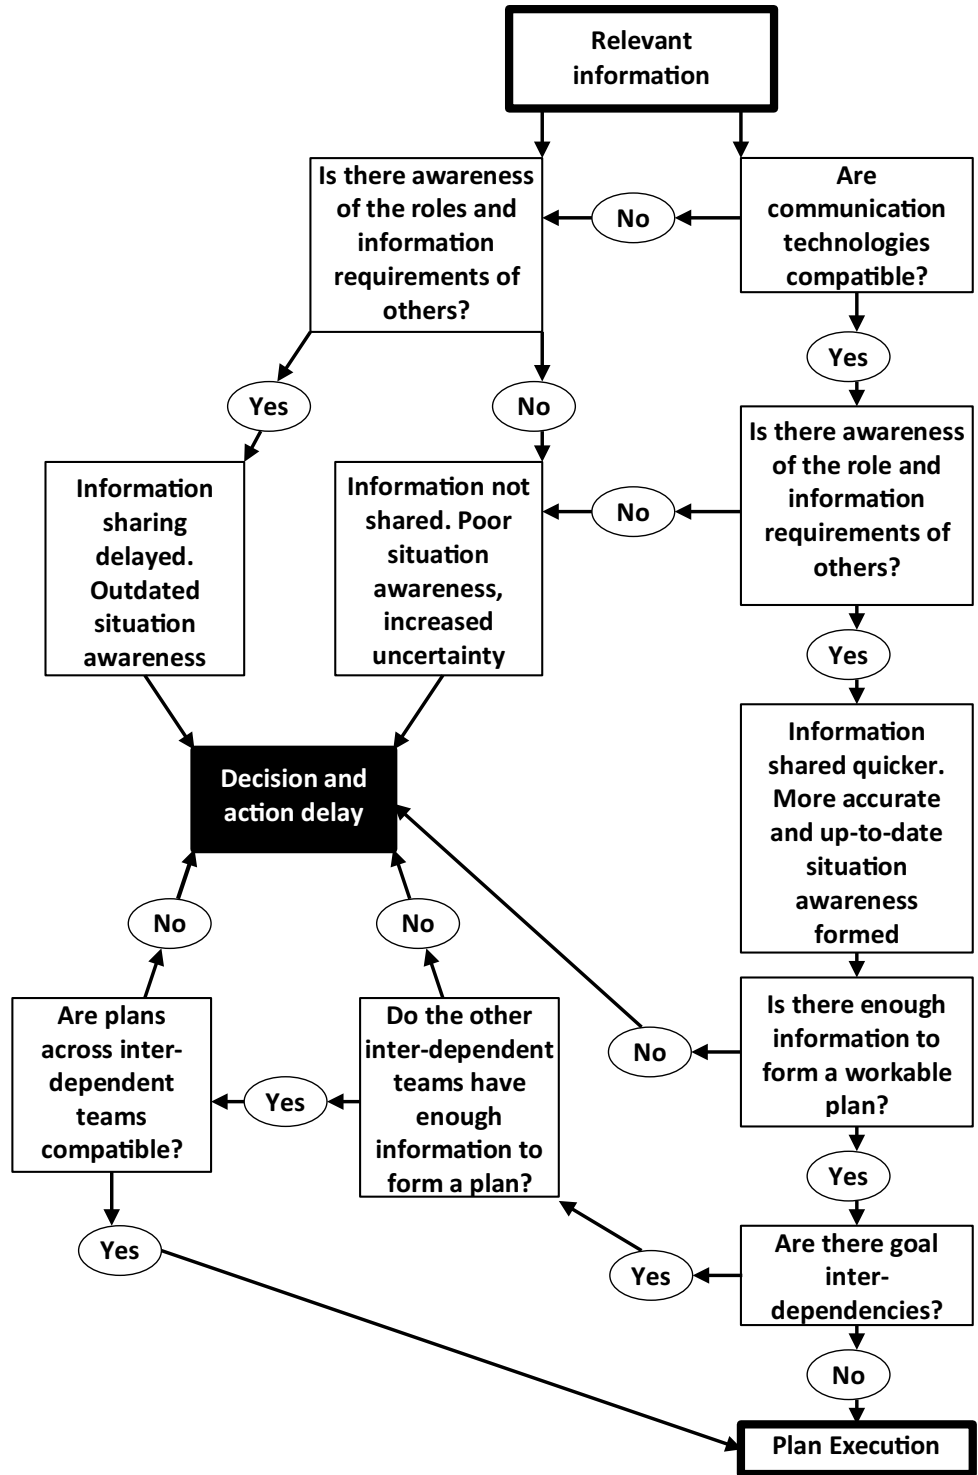 Relevant
information
Is there awareness
of the roles and
information
requirements of
others?
No
Are
communication
technologies
compatible?
Yes
Yes
No
Is there awareness
of the role and
information
requirements of
others?
Information
sharing
delayed.
Outdated
situation
awareness
Information not
shared. Poor
situation
awareness,
increased
uncertainty
No
Yes
Information
shared quicker.
More accurate
and up-to-date
situation
awareness
formed
Decision and
action delay
No
No
Is there enough
information to
form a workable
plan?
No
Are plans
across inter-
dependent
teams
compatible?
Yes
Do the other
inter-dependent
teams have
enough
information to
form a plan?
Yes
Yes
Yes
Are there goal
inter-
dependencies?
No
Plan Execution